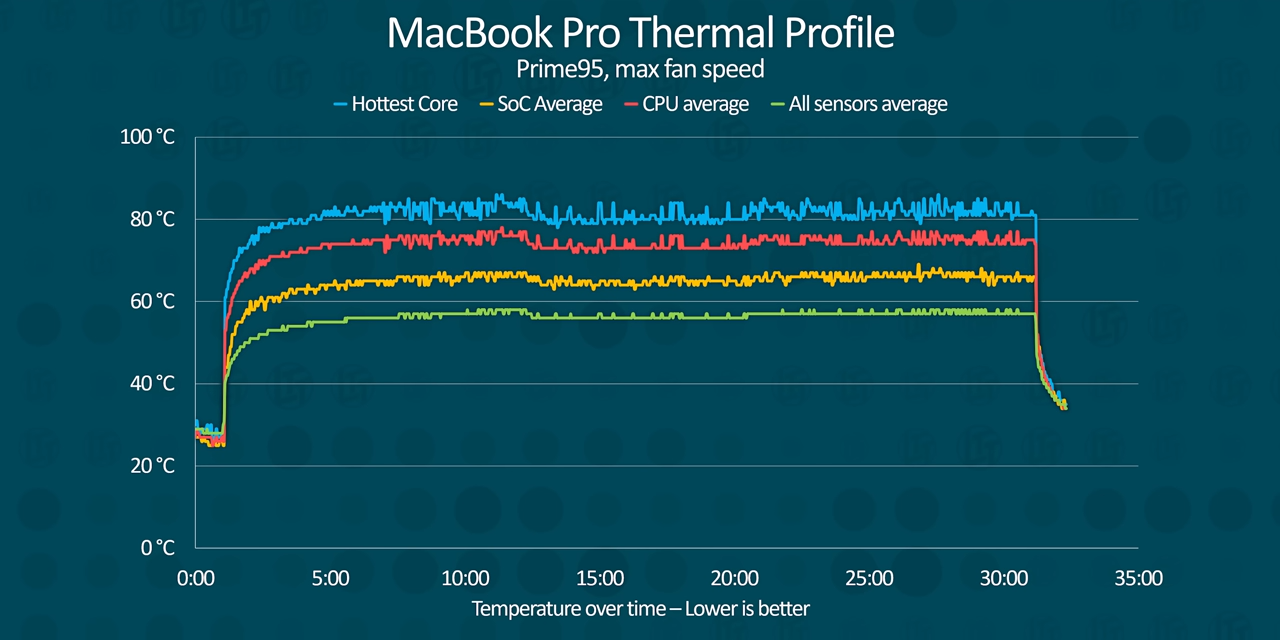 MacBook Pro Thermal Profile
Prime95, max fan speed
Hottest Core SoC Average CPU average All sensors average
100 °C
80 °C
60 °C
40 °C
20 °C
0 °C
0:00 5:00 10:00 15:00 20:00 25:00 30:00 35:00
Temperature over time – Lower is better